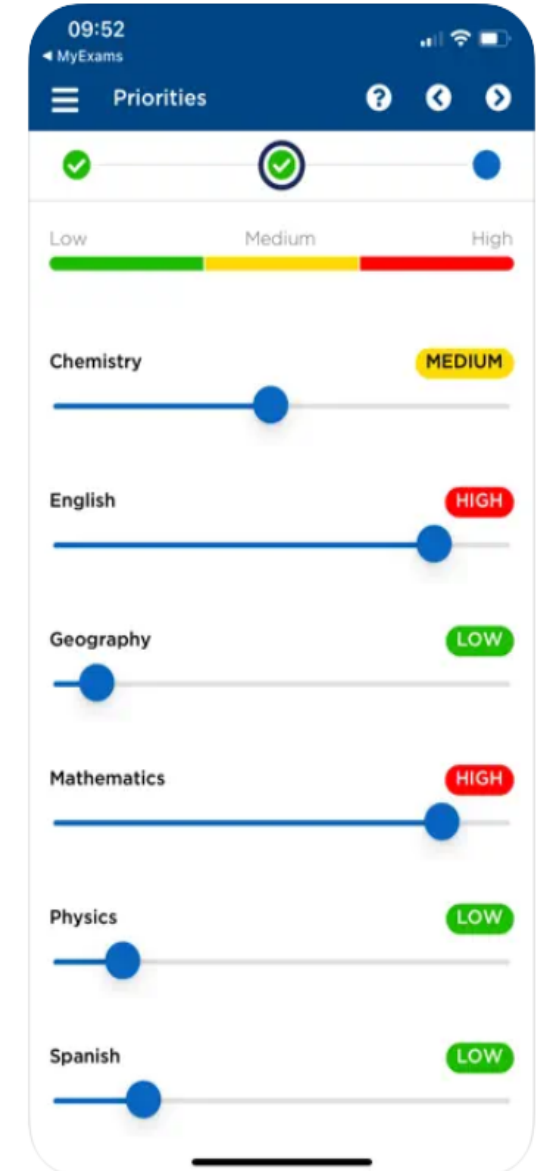 09:52
◀ MyExams
Priorities ?
Low Medium High
Chemistry MEDIUM
English HIGH
Geography LOW
Mathematics HIGH
Physics LOW
Spanish LOW